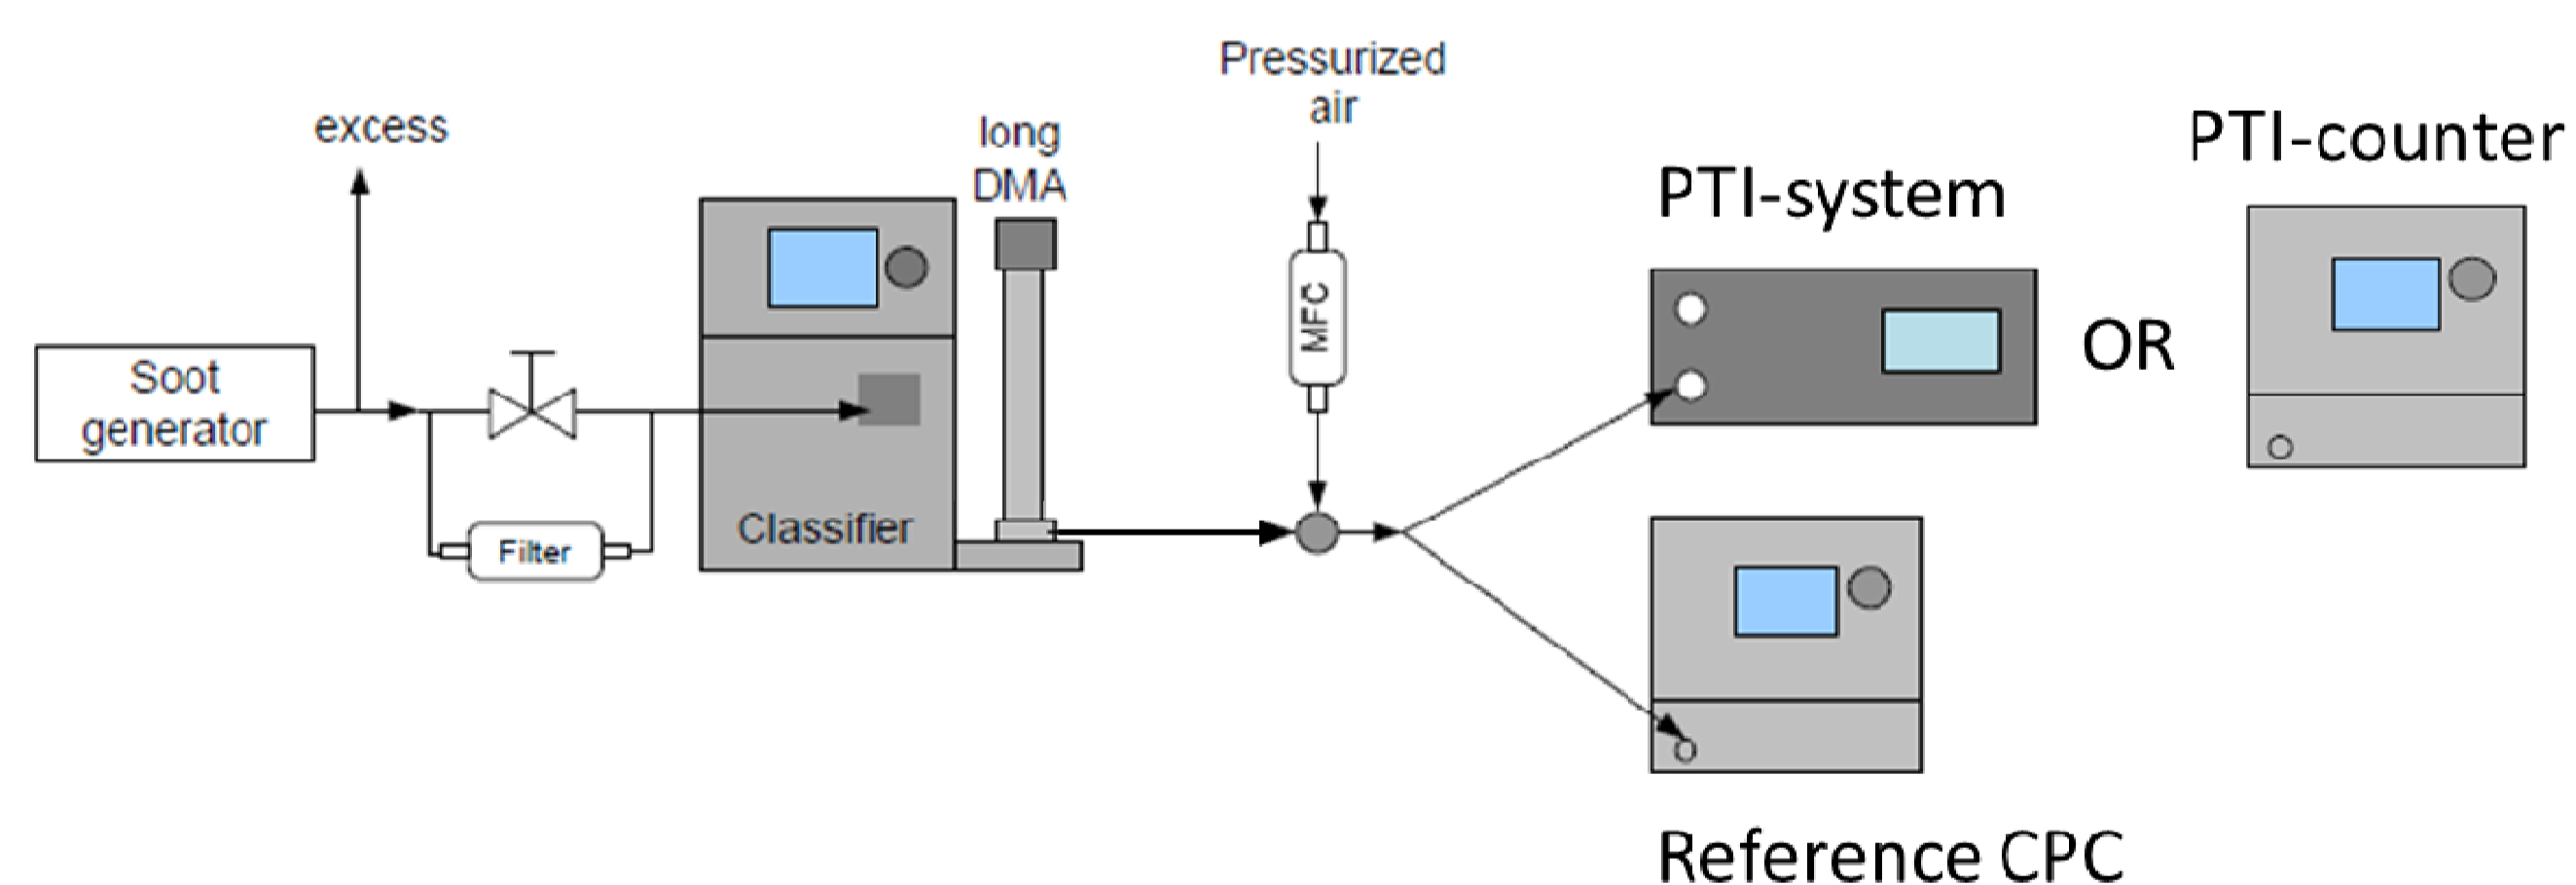 excess
Soot
generator
Filter
Classifier
long
DMA
Pressurized
air
MFC
PTI-system
OR
PTI-counter
Reference CPC